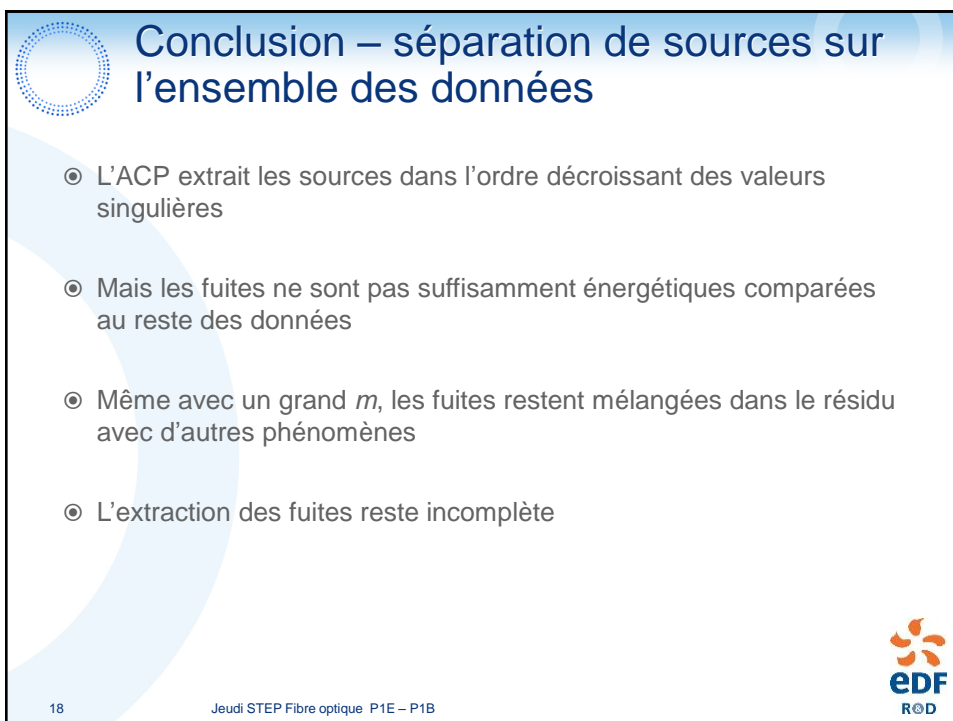 Conclusion – séparation de sources sur
l'ensemble des données
L'ACP extrait les sources dans l'ordre décroissant des valeurs
singulières
Mais les fuites ne sont pas suffisamment énergétiques comparées
au reste des données
Même avec un grand m, les fuites restent mélangées dans le résidu
avec d'autres phénomènes
L'extraction des fuites reste incomplète
18
Jeudi STEP Fibre optique P1E – P1B
eDF
R&D